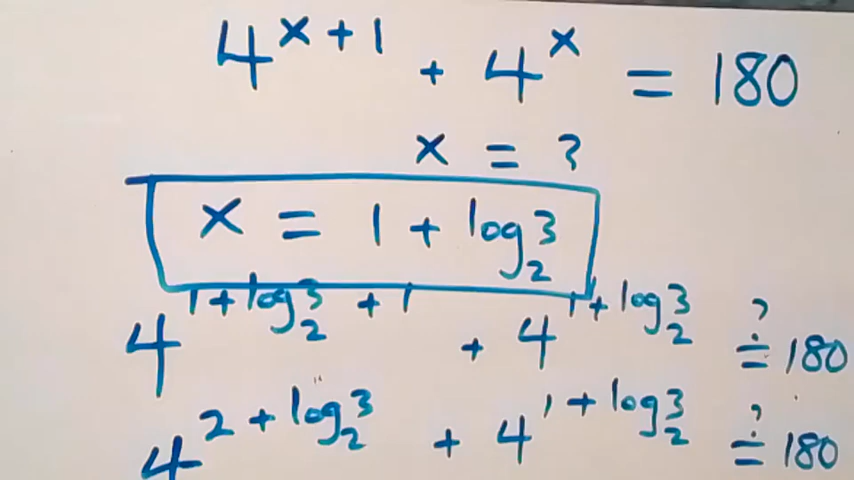 4^{x+1} + 4^x = 180
x = ?
x = 1 + log_2 3
4^{1+log_2 3 + 1} + 4^{1+log_2 3} ≟ 180
4^{2+log_2 3} + 4^{1+log_2 3} ≟ 180